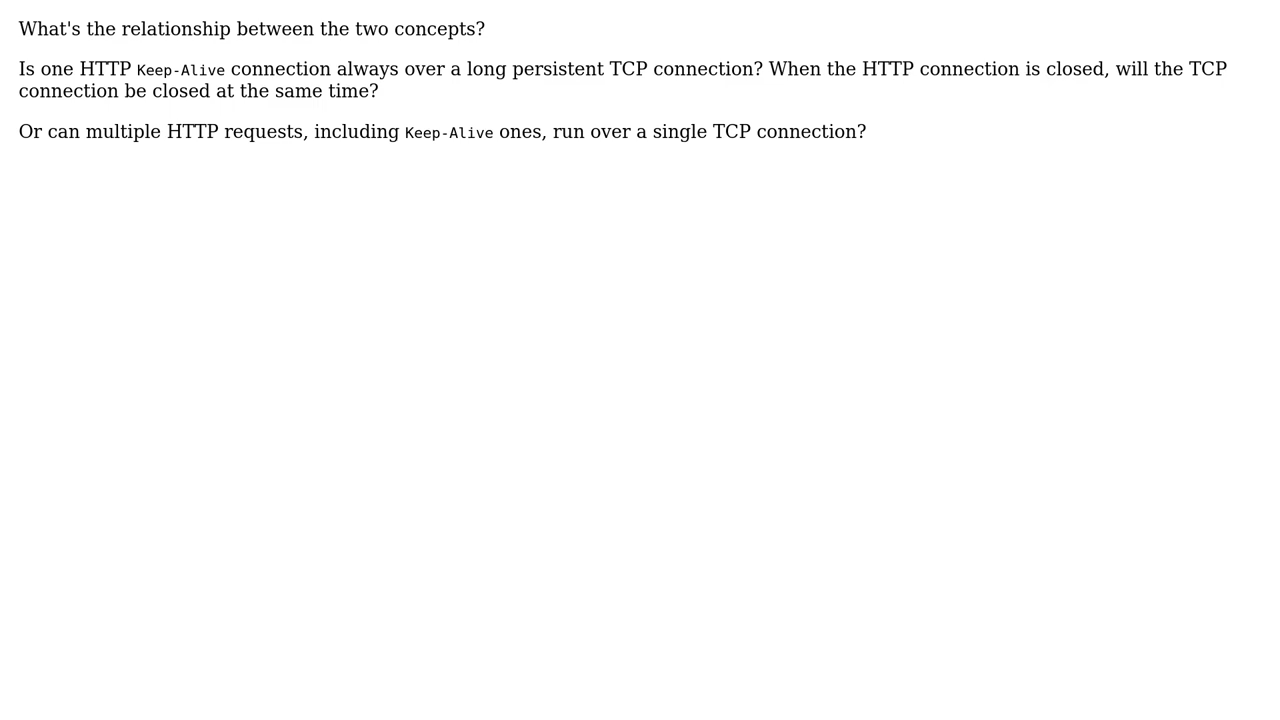 What's the relationship between the two concepts?
Is one HTTP Keep-Alive connection always over a long persistent TCP connection? When the HTTP connection is closed, will the TCP
connection be closed at the same time?
Or can multiple HTTP requests, including Keep-Alive ones, run over a single TCP connection?